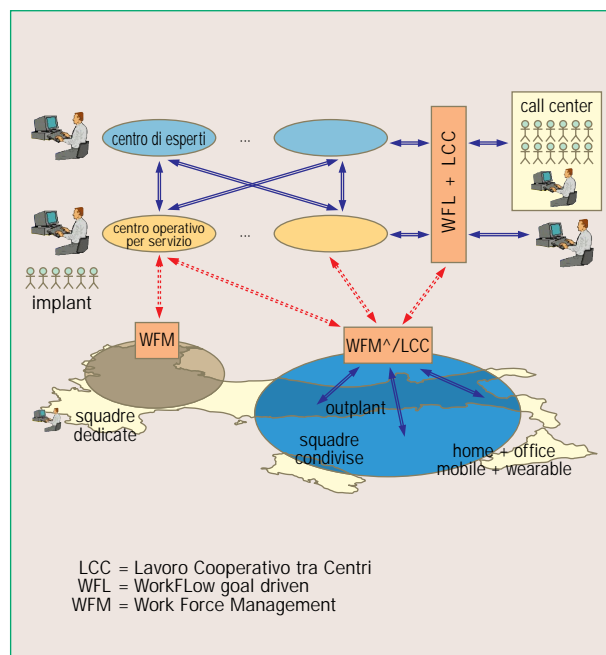 call center
centro di esperti
...
WFL + LCC
centro operativo
per servizio
...
implant
WFM
WFM^/LCC
outplant
squadre
dedicate
squadre
condivise
home + office
mobile + wearable
LCC = Lavoro Cooperativo tra Centri
WFL = WorkFLow goal driven
WFM = Work Force Management